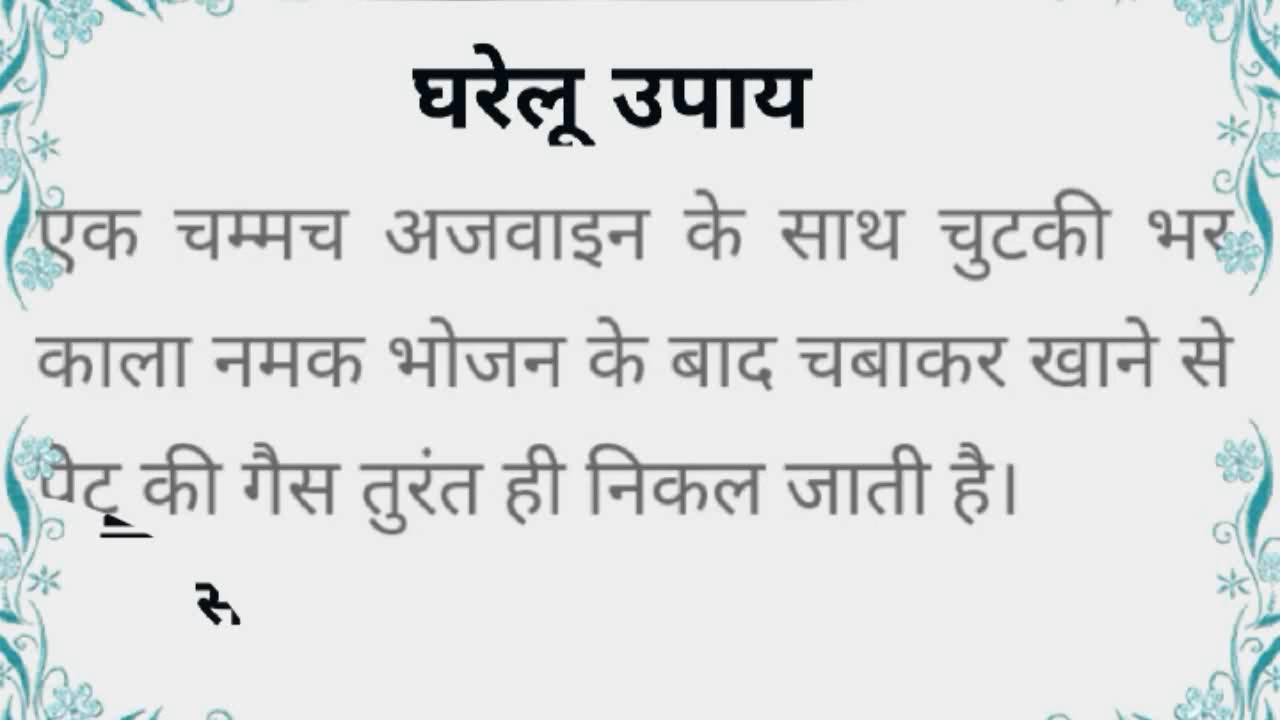 घरेलू उपाय
एक चम्मच अजवाइन के साथ चुटकी भर
काला नमक भोजन के बाद चबाकर खाने से
पेट की गैस तुरंत ही निकल जाती है।